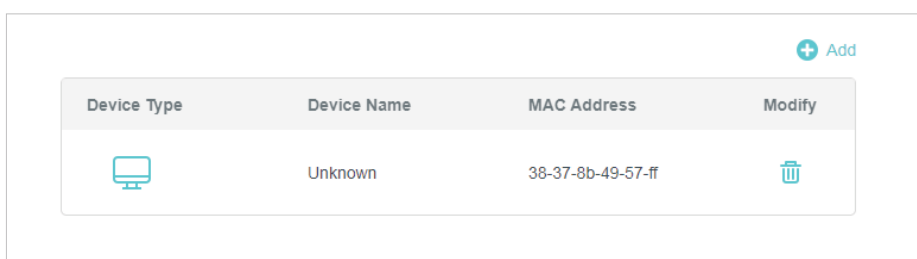 Add
Device Type Device Name MAC Address Modify
Unknown 38-37-8b-49-57-ff